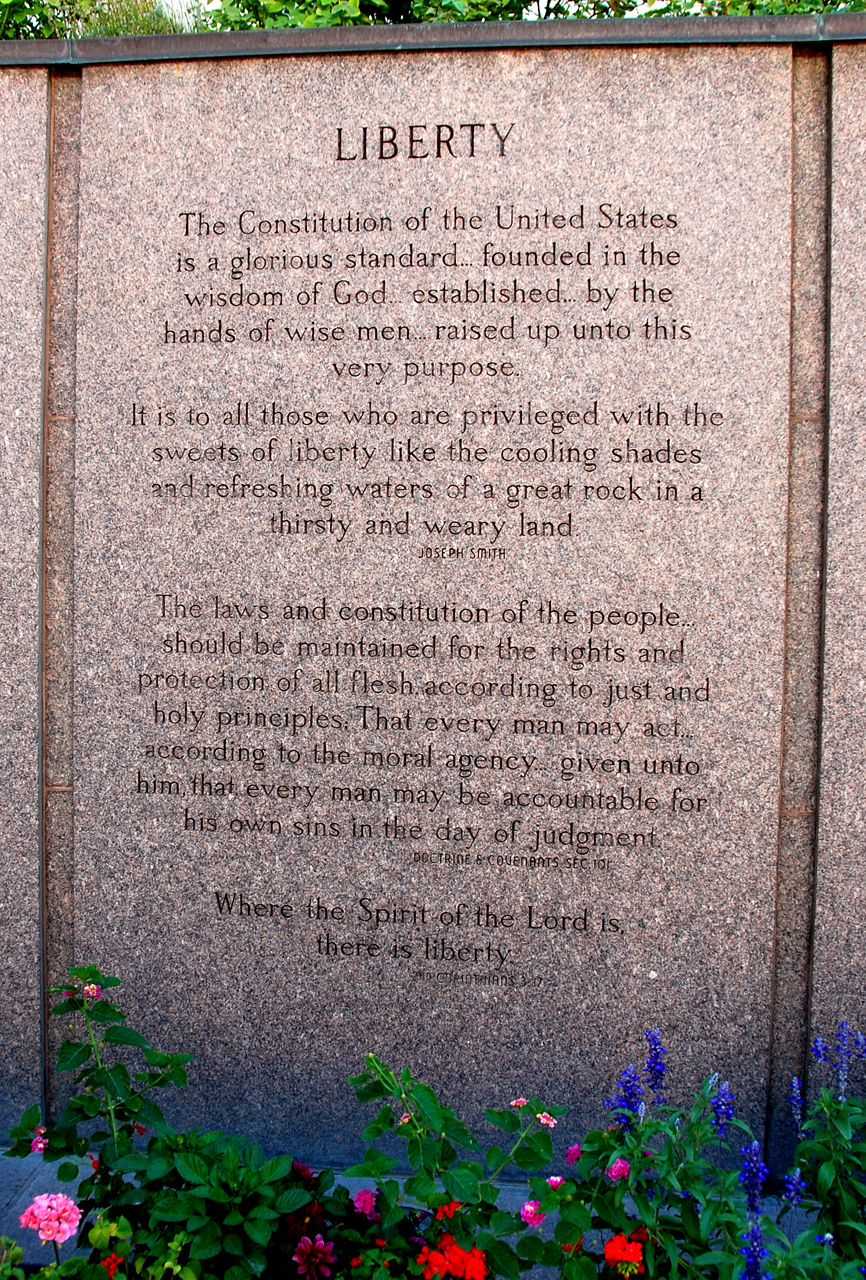 LIBERTY
The Constitution of the United States
is a glorious standard... founded in the
wisdom of God... established... by the
hands of wise men... raised up unto this
very purpose.
It is to all those who are privileged with the
sweets of liberty like the cooling shades
and refreshing waters of a great rock in a
thirsty and weary land.
JOSEPH SMITH
The laws and constitution of the people...
should be maintained for the rights and
protection of all flesh, according to just and
holy principles; That every man may act...
according to the moral agency... given unto
him, that every man may be accountable for
his own sins in the day of judgment.
DOCTRINE & COVENANTS SEC. 101
Where the Spirit of the Lord is,
there is liberty.
2ND CORINTHIANS 3:17